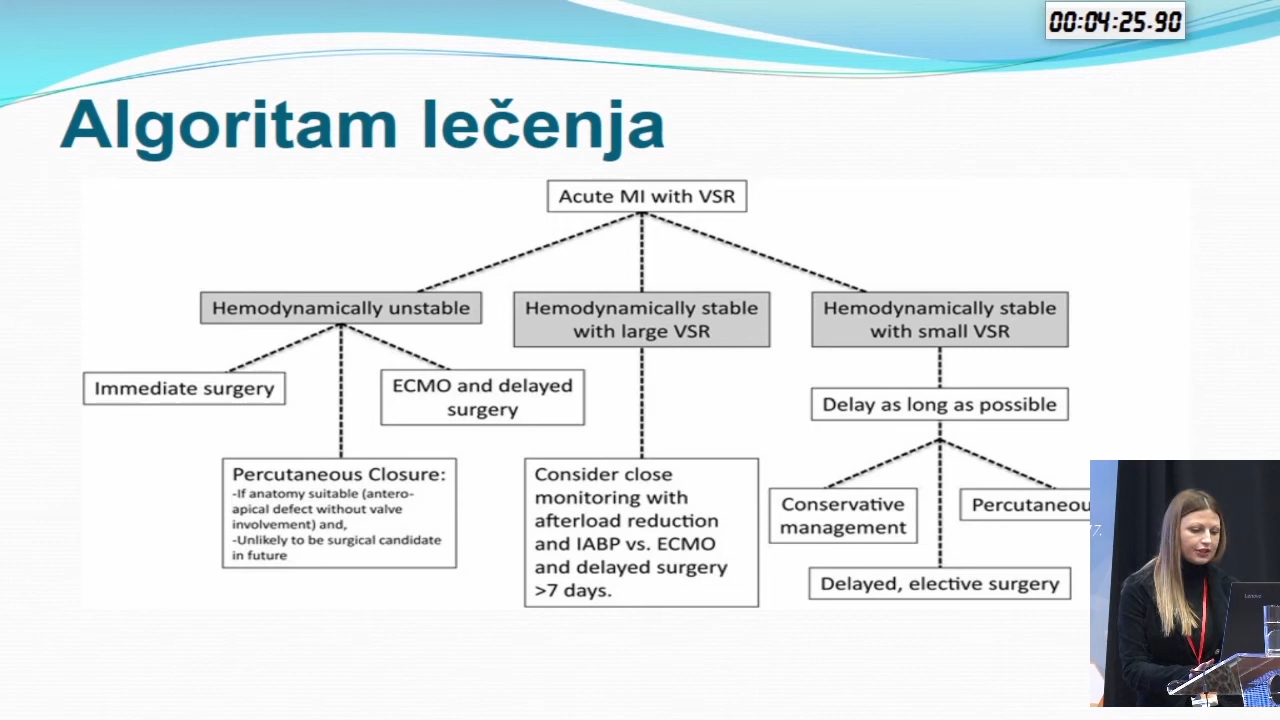 00:04:25.90
Algoritam lečenja
Acute MI with VSR
Hemodynamically unstable
Hemodynamically stable
with large VSR
Hemodynamically stable
with small VSR
Immediate surgery
ECMO and delayed
surgery
Delay as long as possible
Percutaneous Closure:
-If anatomy suitable (antero-
apical defect without valve
involvement) and,
-Unlikely to be surgical candidate
in future
Consider close
monitoring with
afterload reduction
and IABP vs. ECMO
and delayed surgery
>7 days.
Conservative
management
Percutaneou
Delayed, elective surgery
17.
Lenovo